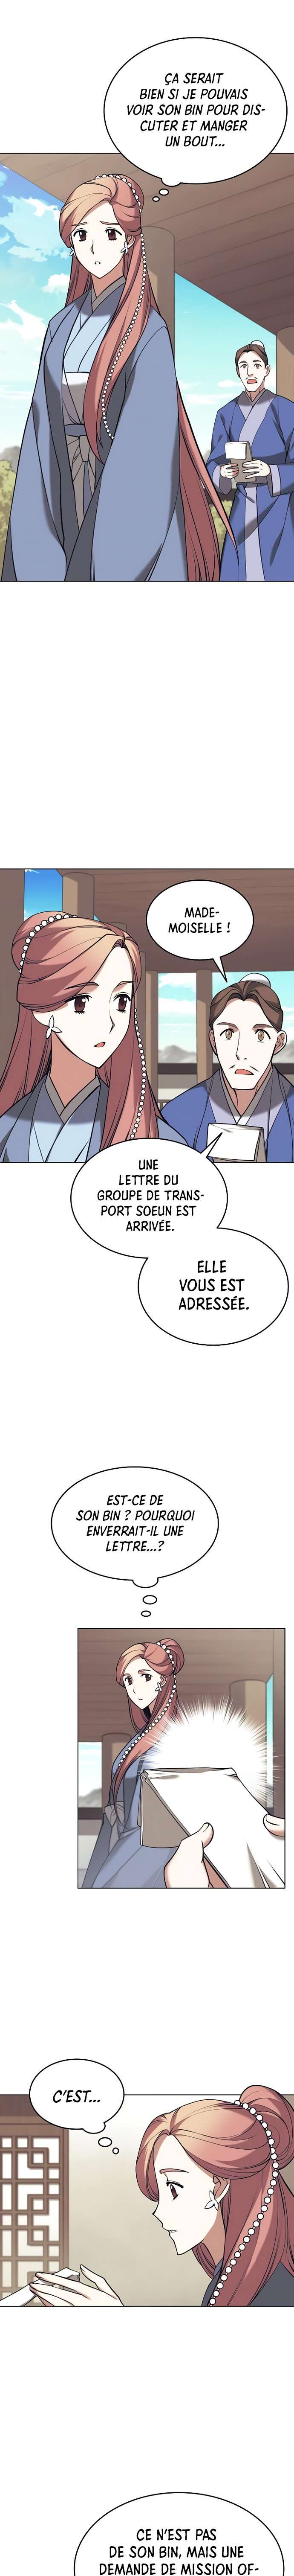 ÇA SERAIT
BIEN SI JE POUVAIS
VOIR SON BIN POUR DIS-
CUTER ET MANGER
UN BOUT...
MADE-
MOISELLE !
UNE
LETTRE DU
GROUPE DE TRANS-
PORT SOEUN EST
ARRIVÉE.
ELLE
VOUS EST
ADRESSÉE.
EST-CE DE
SON BIN ? POURQUOI
ENVERRAIT-IL UNE
LETTRE...?
C'EST...
CE N'EST PAS
DE SON BIN, MAIS UNE
DEMANDE DE MISSION OF-